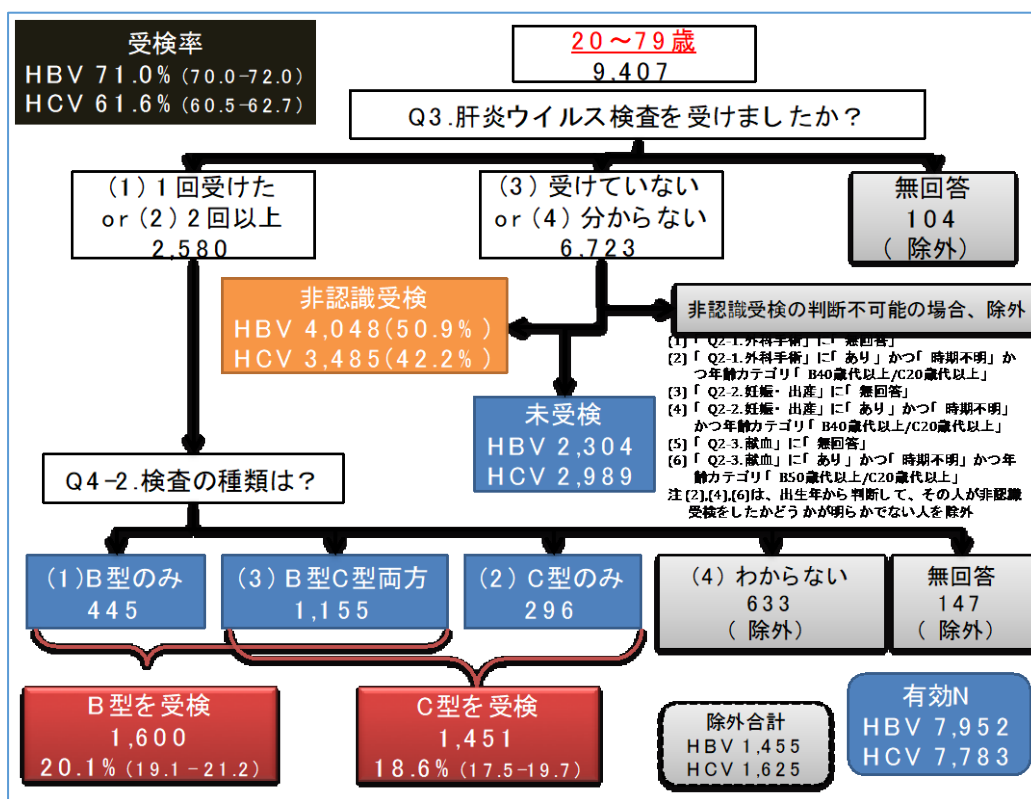 受検率
HBV 71.0% (70.0-72.0)
HCV 61.6% (60.5-62.7)
20～79歳
9,407
Q3.肝炎ウイルス検査を受けましたか？
(1) 1回受けた
or (2) 2回以上
2,580
(3) 受けていない
or (4) 分からない
6,723
無回答
104
( 除外)
非認識受検
HBV 4,048(50.9%)
HCV 3,485(42.2%)
非認識受検の判断不可能の場合、除外
(1)「 Q2-1.外科手術」に「 無回答」
(2)「 Q2-1.外科手術」に「 あり」かつ「 時期不明」か
つ年齢カテゴリ「 B40歳代以上/C20歳代以上」
(3)「 Q2-2.妊娠・ 出産」に「 無回答」
(4)「 Q2-2.妊娠・ 出産」に「 あり」かつ「 時期不明」
かつ年齢カテゴリ「 B40歳代以上/C20歳代以上」
(5)「 Q2-3.献血」に「 無回答」
(6)「 Q2-3.献血」に「 あり」かつ「 時期不明」かつ年
齢カテゴリ「 B50歳代以上/C20歳代以上」
注(2),(4),(6)は、出生年から判断して、その人が非認識
受検をしたかどうかが明らかでない人を除外
未受検
HBV 2,304
HCV 2,989
Q4-2.検査の種類は？
(1)B型のみ
445
(3) B型C型両方
1,155
(2) C型のみ
296
(4) わからない
633
( 除外)
無回答
147
( 除外)
B型を受検
1,600
20.1% (19.1-21.2)
C型を受検
1,451
18.6% (17.5-19.7)
除外合計
HBV 1,455
HCV 1,625
有効N
HBV 7,952
HCV 7,783